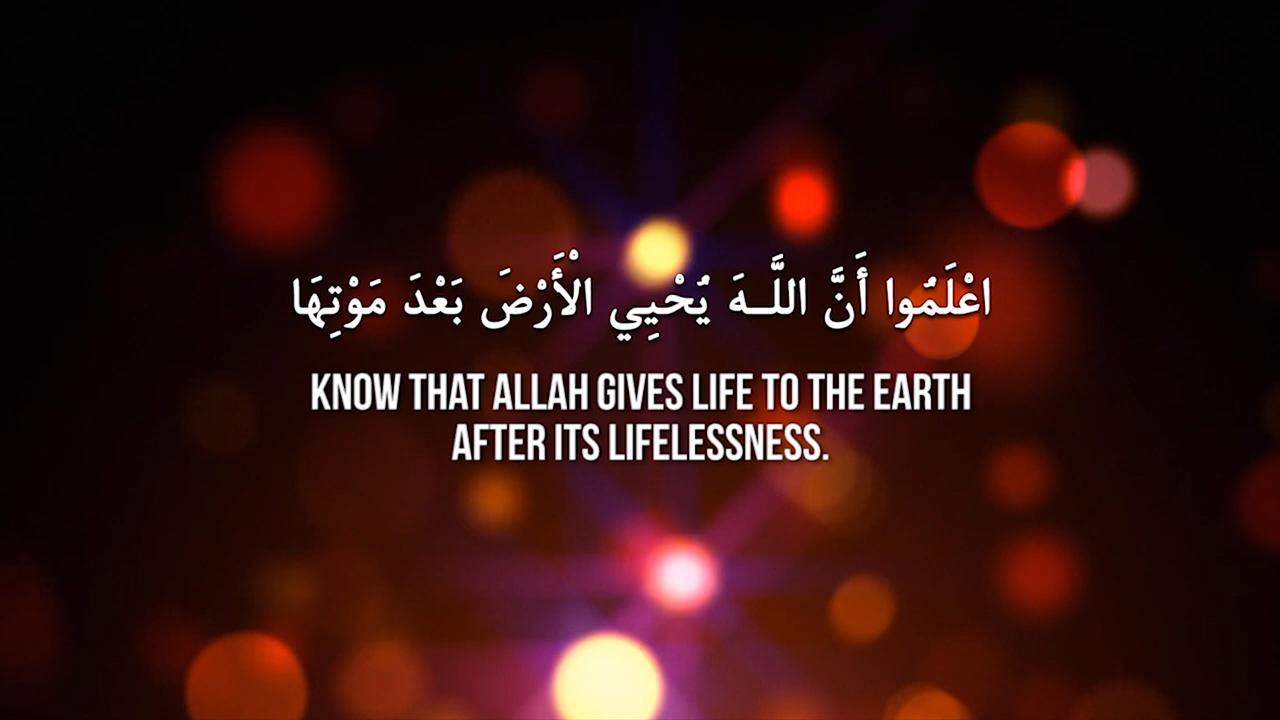 اعْلَمُوا أَنَّ اللَّـهَ يُحْيِي الْأَرْضَ بَعْدَ مَوْتِهَا
KNOW THAT ALLAH GIVES LIFE TO THE EARTH
AFTER ITS LIFELESSNESS.